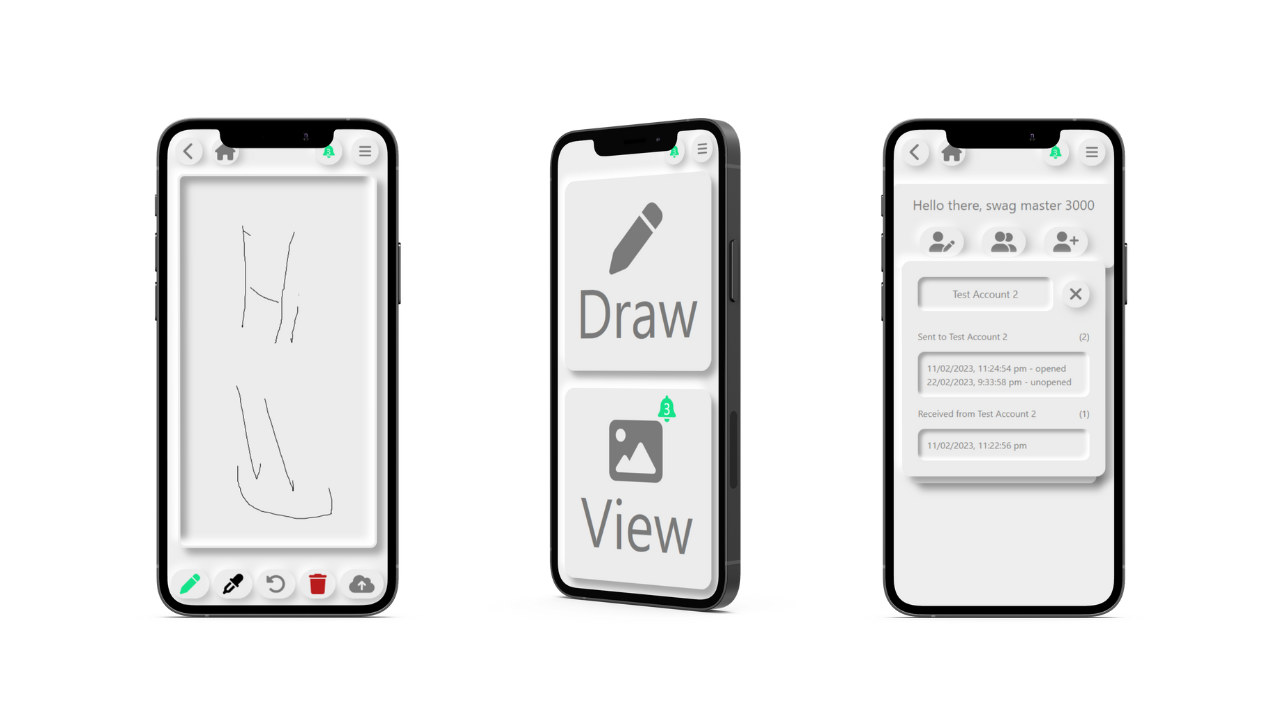 Hi
Draw
3
View
Hello there, swag master 3000
Test Account 2
Sent to Test Account 2 (2)
11/02/2023, 11:24:54 pm - opened
22/02/2023, 9:33:58 pm - unopened
Received from Test Account 2 (1)
11/02/2023, 11:22:56 pm